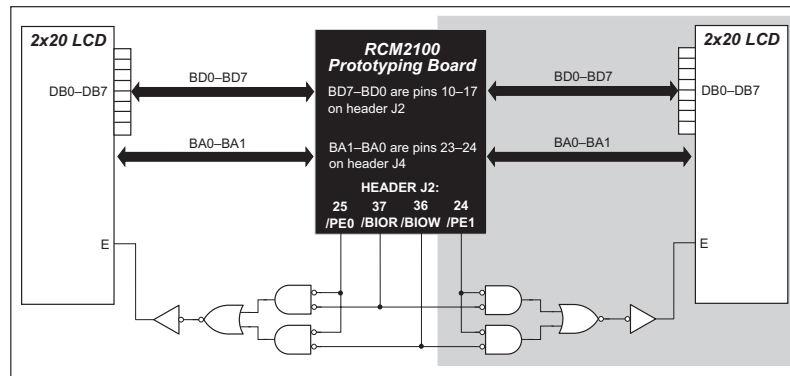 2x20 LCD
DB0–DB7
E
BD0–BD7
BA0–BA1
RCM2100
Prototyping Board
BD7–BD0 are pins 10–17
on header J2
BA1–BA0 are pins 23–24
on header J4
HEADER J2:
25 37 36 24
/PE0 /BIOR /BIOW /PE1
BD0–BD7
BA0–BA1
2x20 LCD
DB0–DB7
E